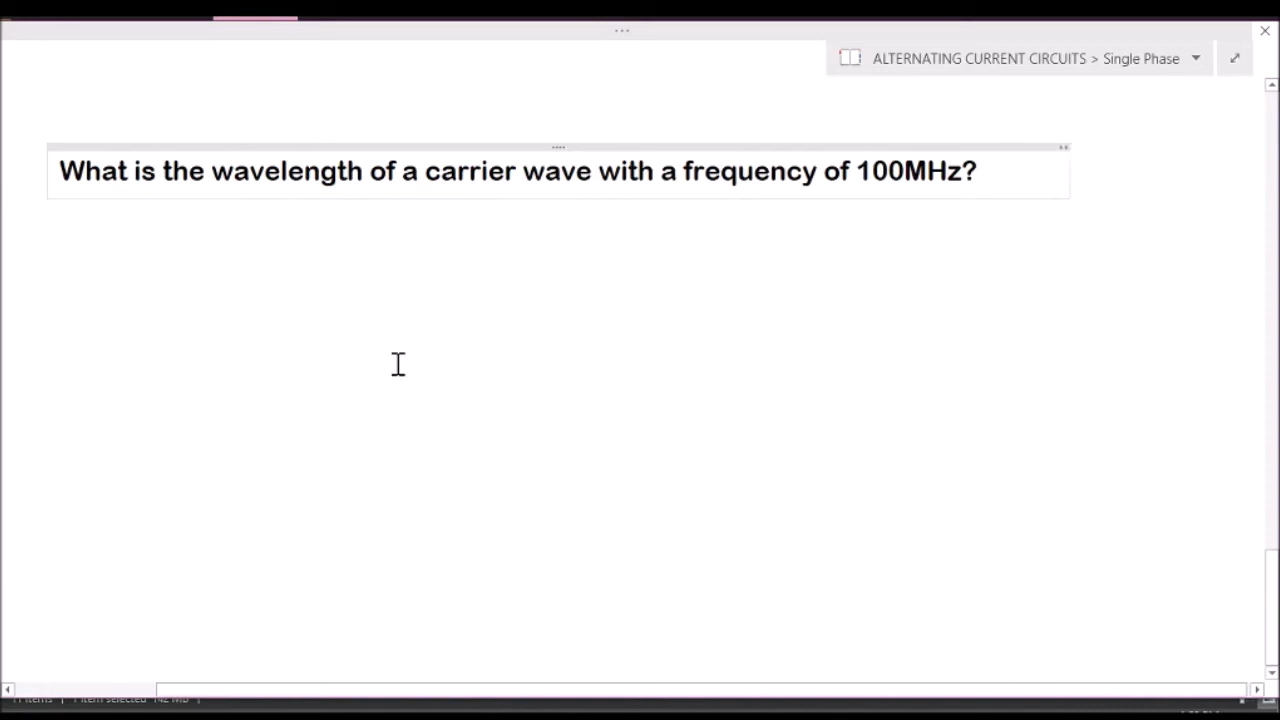 ALTERNATING CURRENT CIRCUITS > Single Phase
What is the wavelength of a carrier wave with a frequency of 100MHz?